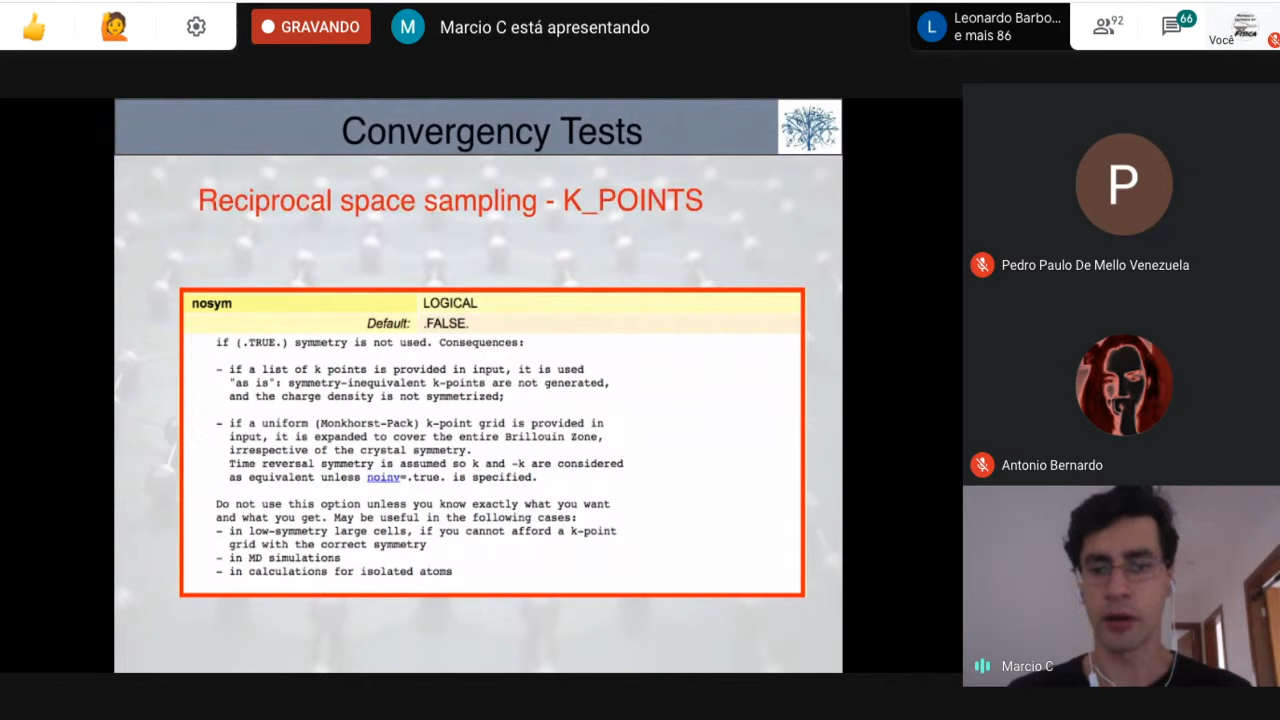 GRAVANDO
M
Marcio C está apresentando
L
Leonardo Barbo...
e mais 86
92
66
Você
FÍSICA
Convergency Tests
Reciprocal space sampling - K_POINTS
nosym LOGICAL
Default: .FALSE.
if (.TRUE.) symmetry is not used. Consequences:
- if a list of k points is provided in input, it is used
"as is": symmetry-inequivalent k-points are not generated,
and the charge density is not symmetrized;
- if a uniform (Monkhorst-Pack) k-point grid is provided in
input, it is expanded to cover the entire Brillouin Zone,
irrespective of the crystal symmetry.
Time reversal symmetry is assumed so k and -k are considered
as equivalent unless noinv=.true. is specified.
Do not use this option unless you know exactly what you want
and what you get. May be useful in the following cases:
- in low-symmetry large cells, if you cannot afford a k-point
grid with the correct symmetry
- in MD simulations
- in calculations for isolated atoms
P
Pedro Paulo De Mello Venezuela
Antonio Bernardo
Marcio C